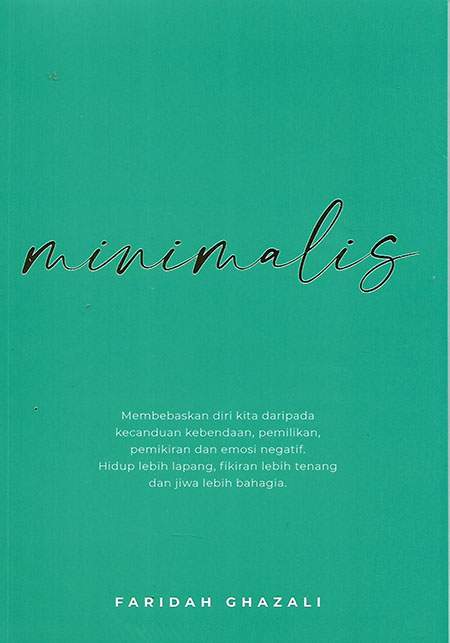 minimalis
Membebaskan diri kita daripada
kecanduan kebendaan, pemilikan,
pemikiran dan emosi negatif.
Hidup lebih lapang, fikiran lebih tenang
dan jiwa lebih bahagia.
FARIDAH GHAZALI